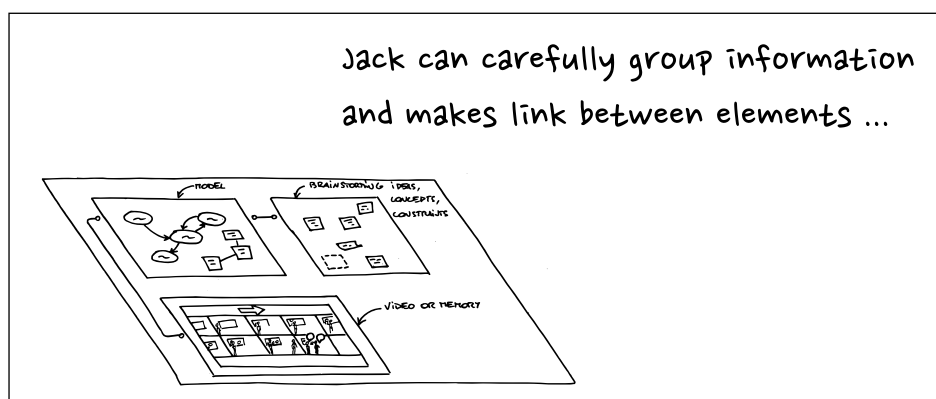 Jack can carefully group information
and makes link between elements ...
MODEL
BRAINSTORMING IDEAS,
CONCEPTS,
CONSTRAINTS
VIDEO OR MEMORY